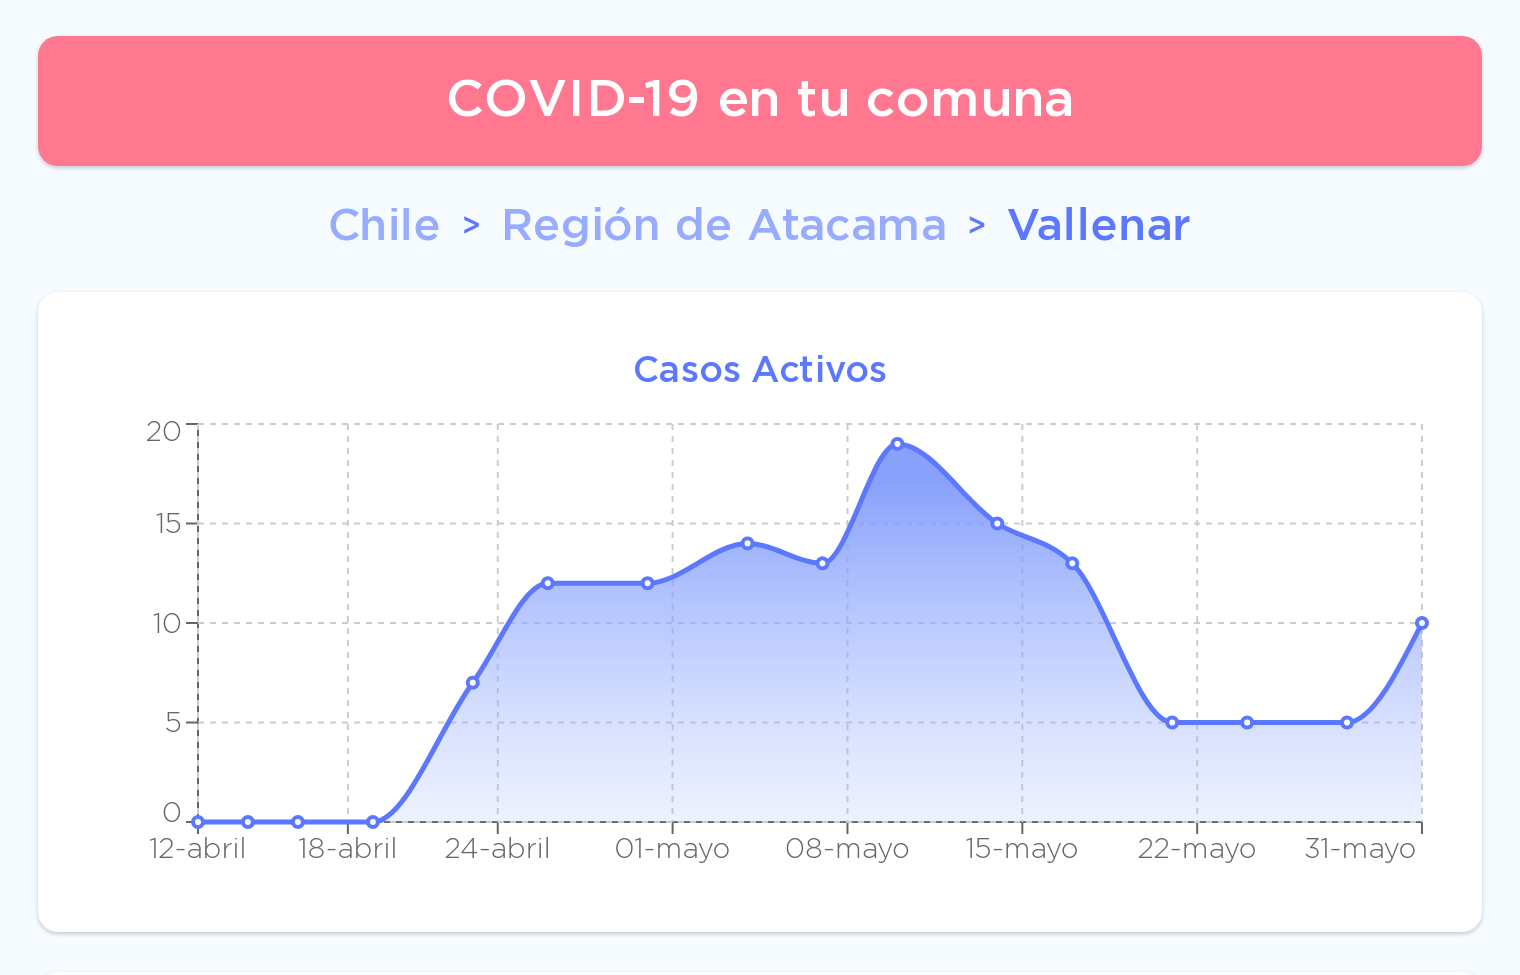 COVID-19 en tu comuna
Chile > Región de Atacama > Vallenar
Casos Activos
20
15
10
5
0
12-abril 18-abril 24-abril 01-mayo 08-mayo 15-mayo 22-mayo 31-mayo